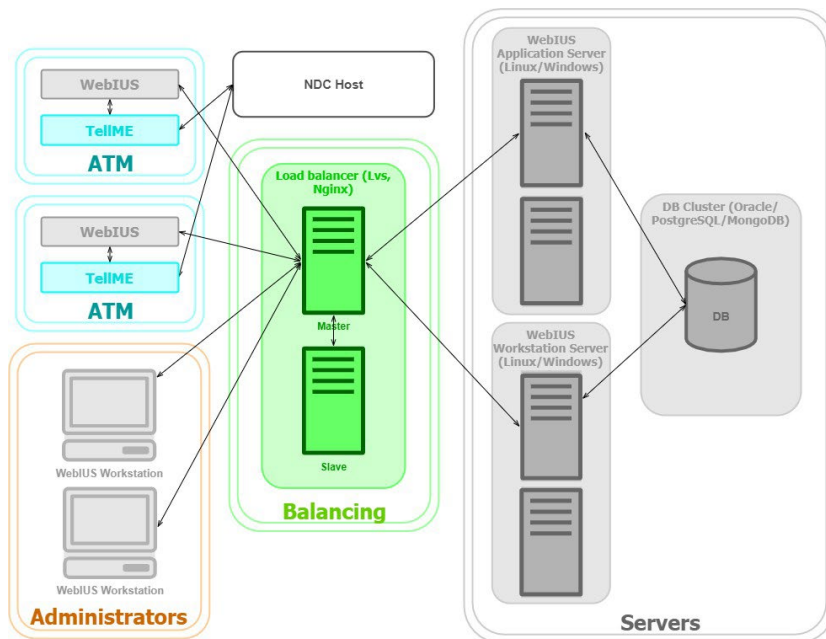 WebIUS
TellME
ATM
WebIUS
TellME
ATM
NDC Host
Load balancer (Lvs,
Nginx)
Master
Slave
Balancing
WebIUS Workstation
WebIUS Workstation
Administrators
WebIUS
Application Server
(Linux/Windows)
WebIUS
Workstation Server
(Linux/Windows)
DB Cluster (Oracle/
PostgreSQL/MongoDB)
DB
Servers